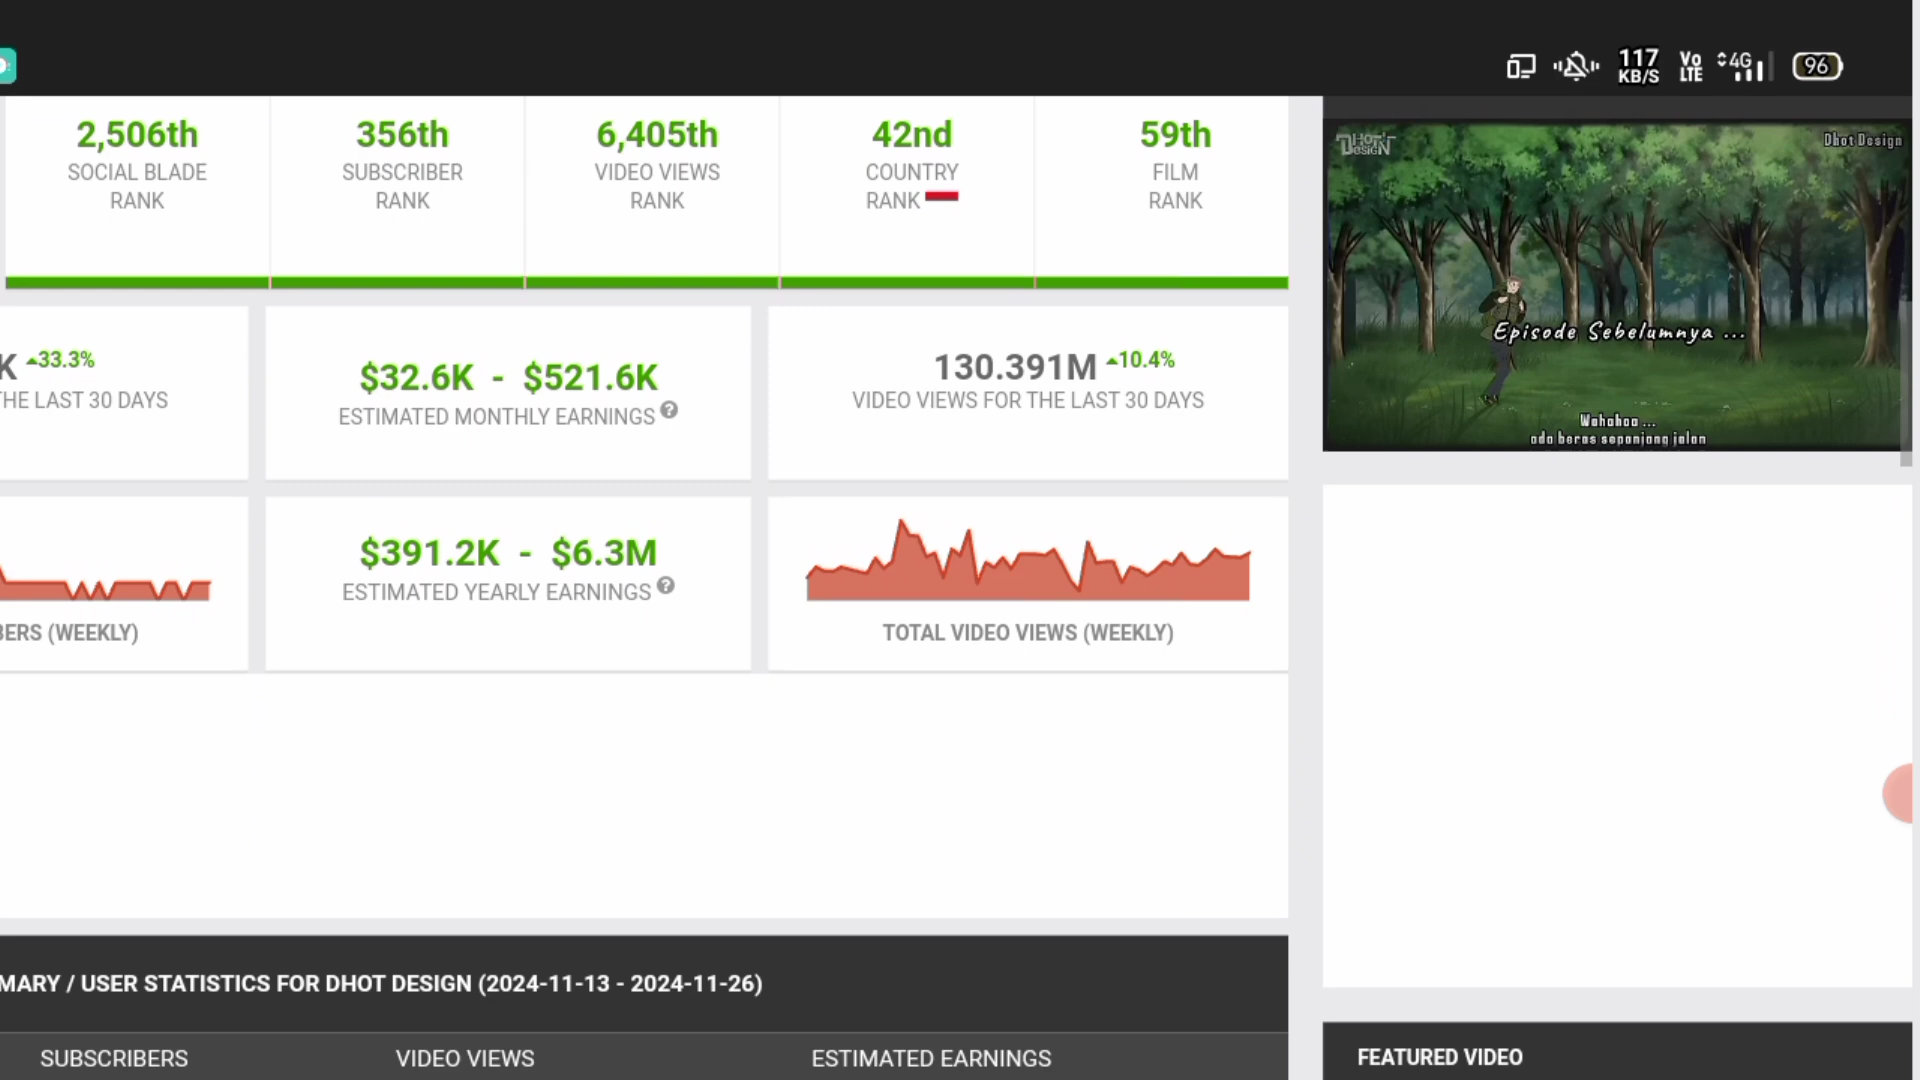 117
KB/S
Vo
LTE
4G
96
2,506th
SOCIAL BLADE
RANK
356th
SUBSCRIBER
RANK
6,405th
VIDEO VIEWS
RANK
42nd
COUNTRY
RANK
59th
FILM
RANK
DHOT
DESIGN
Dhot Design
Episode Sebelumnya ...
Wahahaa ...
ada beras sepanjang jalan
K 33.3%
THE LAST 30 DAYS
$32.6K - $521.6K
ESTIMATED MONTHLY EARNINGS ?
130.391M 10.4%
VIDEO VIEWS FOR THE LAST 30 DAYS
BERS (WEEKLY)
$391.2K - $6.3M
ESTIMATED YEARLY EARNINGS ?
TOTAL VIDEO VIEWS (WEEKLY)
MARY / USER STATISTICS FOR DHOT DESIGN (2024-11-13 - 2024-11-26)
SUBSCRIBERS
VIDEO VIEWS
ESTIMATED EARNINGS
FEATURED VIDEO